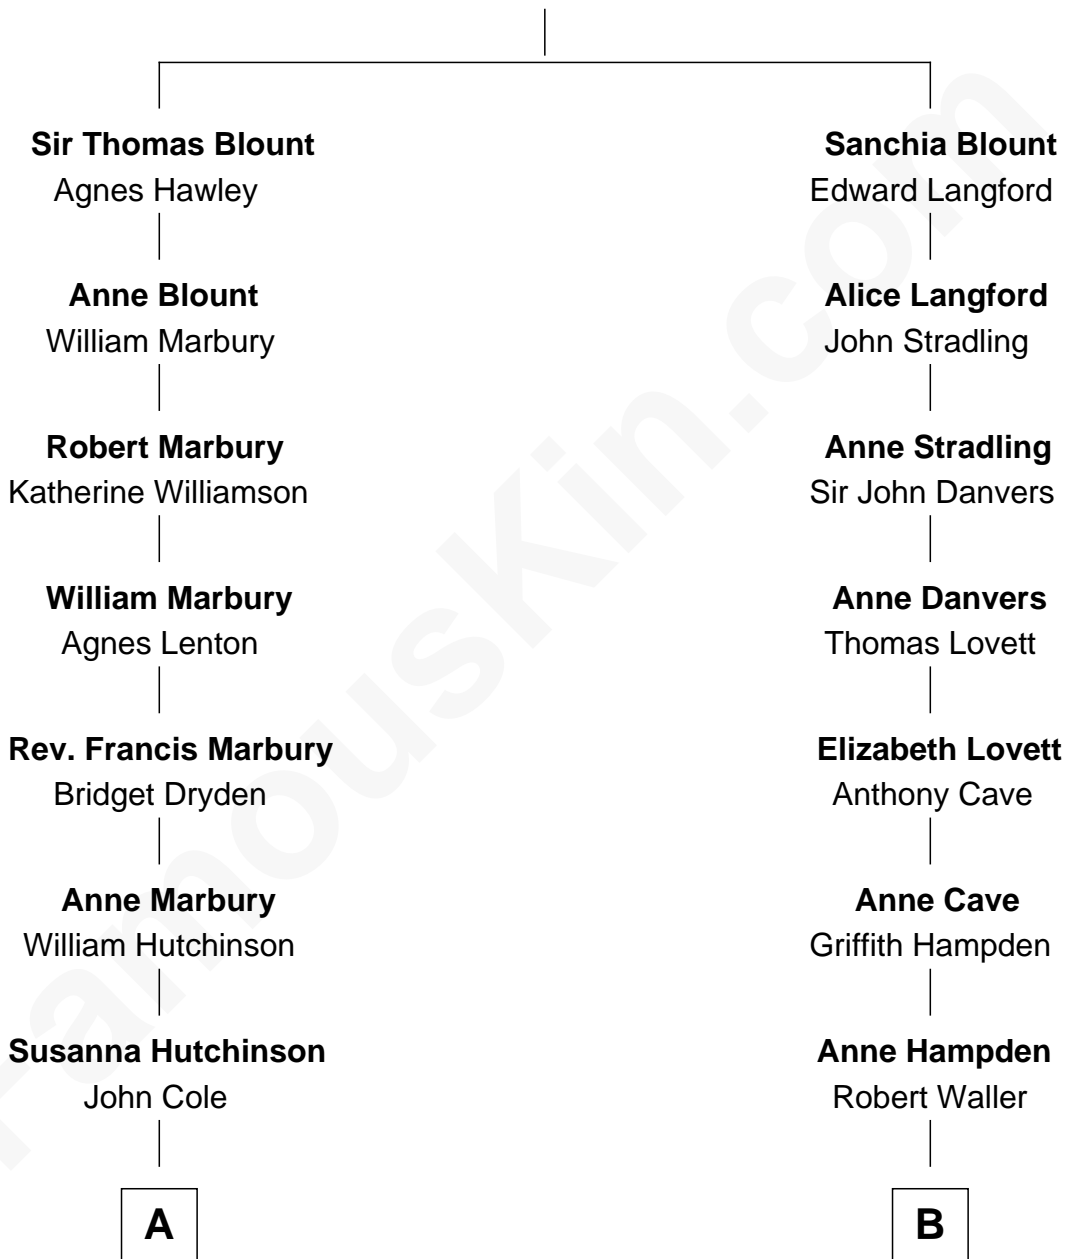 Sir Thomas Blount
Agnes Hawley
Anne Blount
William Marbury
Robert Marbury
Katherine Williamson
William Marbury
Agnes Lenton
Rev. Francis Marbury
Bridget Dryden
Anne Marbury
William Hutchinson
Susanna Hutchinson
John Cole
A
Sanchia Blount
Edward Langford
Alice Langford
John Stradling
Anne Stradling
Sir John Danvers
Anne Danvers
Thomas Lovett
Elizabeth Lovett
Anthony Cave
Anne Cave
Griffith Hampden
Anne Hampden
Robert Waller
B
FamousKin.com